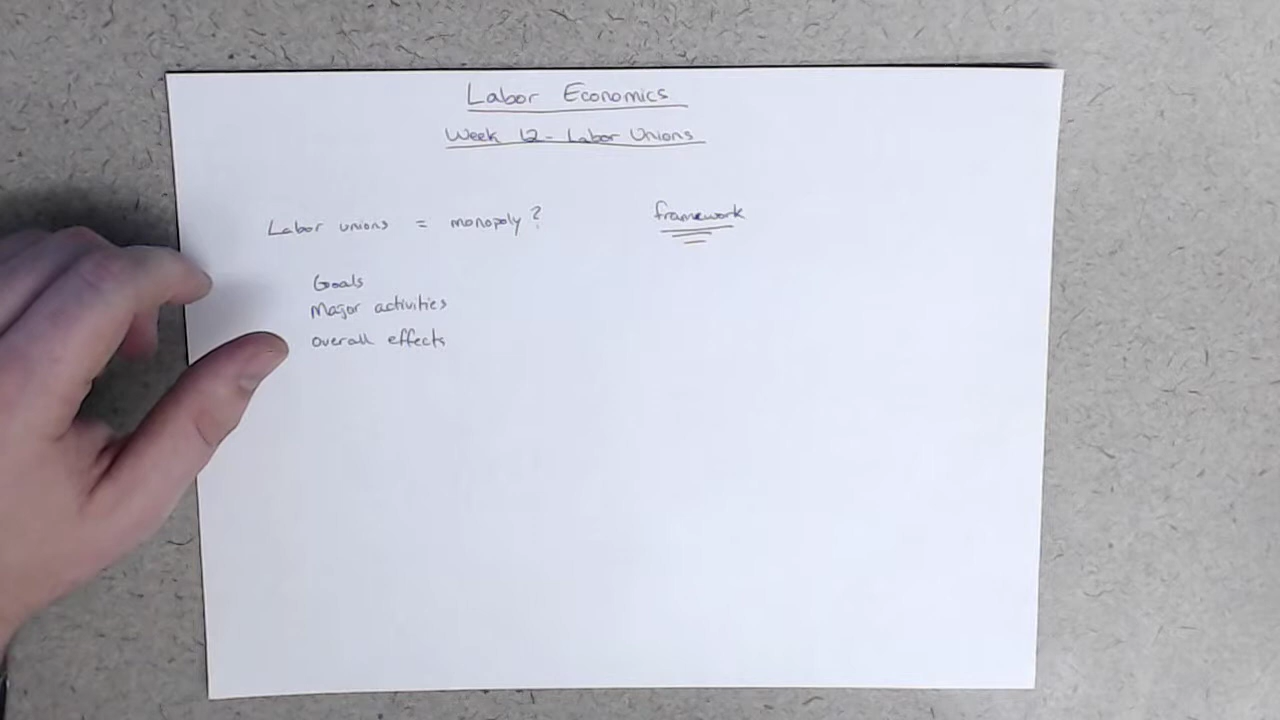 Labor Economics
Week 12 - Labor Unions
Labor unions = monopoly? framework
Goals
Major activities
overall effects